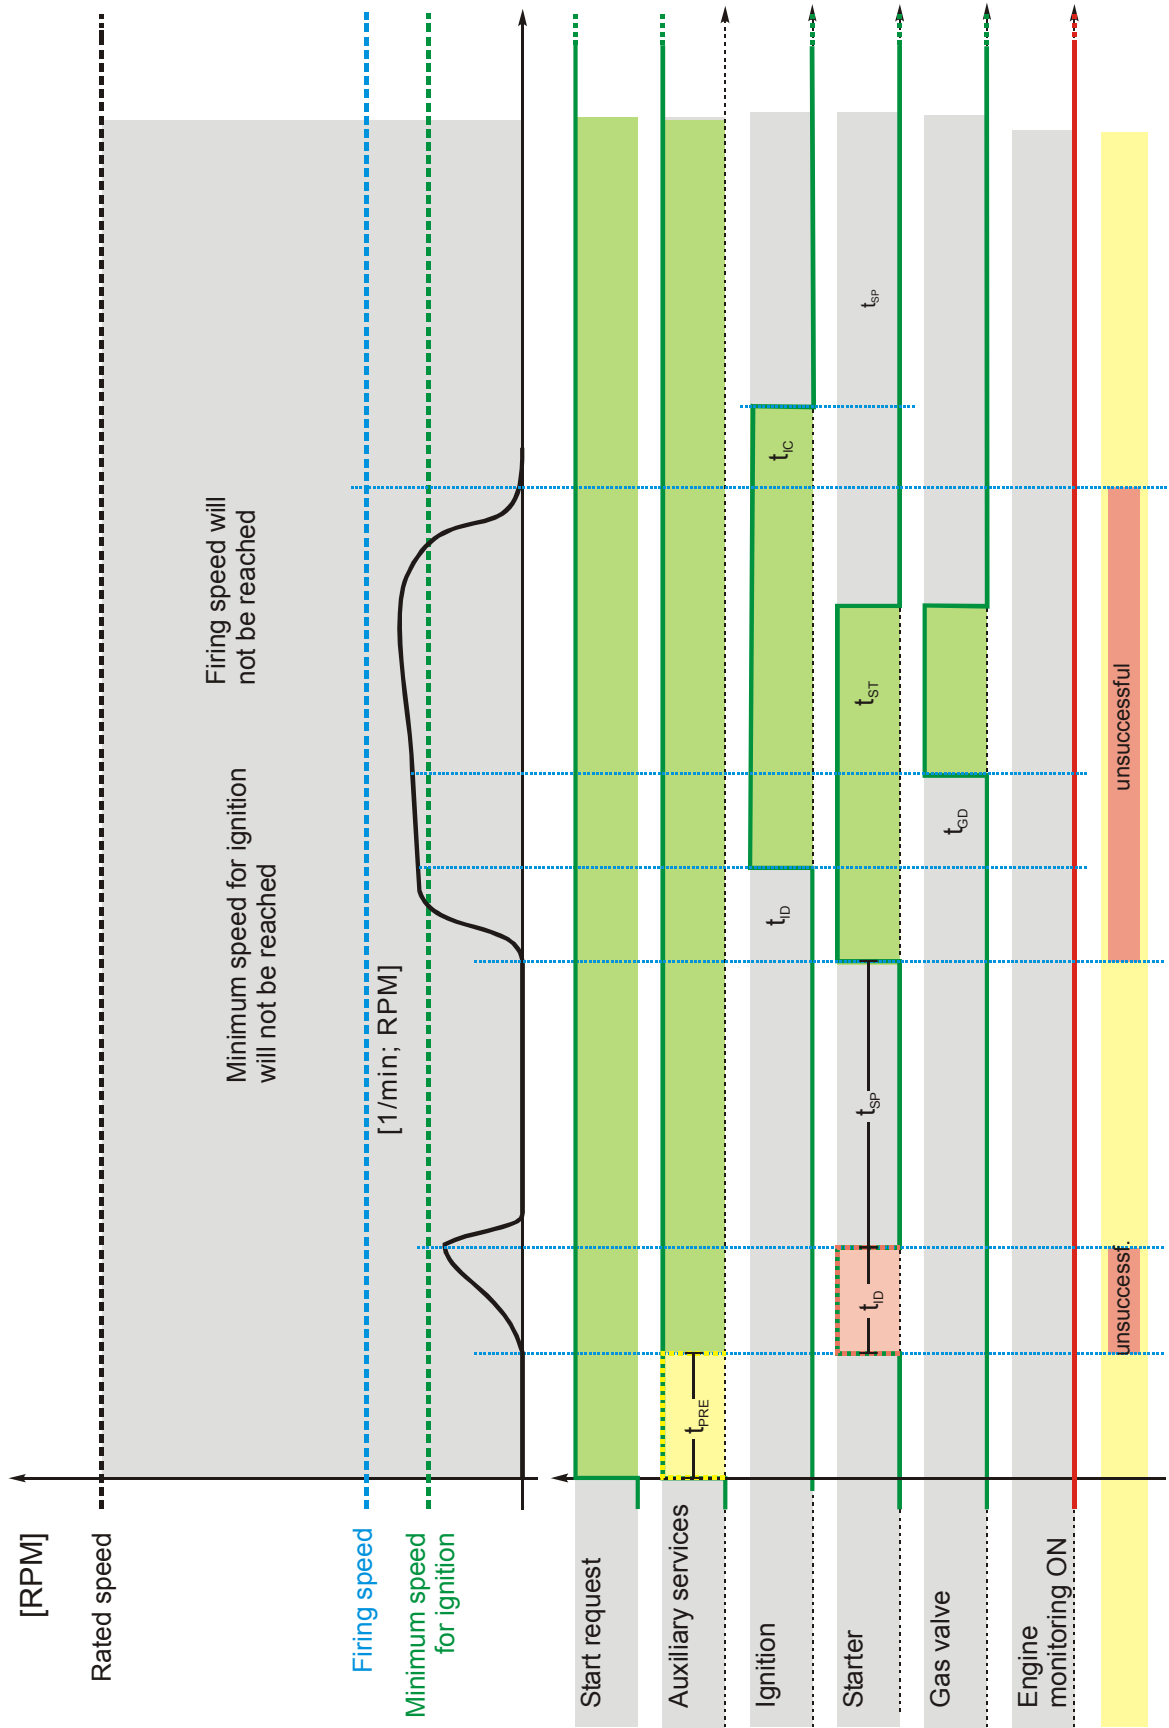 [RPM]
Rated speed
Firing speed
Minimum speed
for ignition
Minimum speed for ignition
will not be reached
Firing speed will
not be reached
[1/min; RPM]
Start request
Auxiliary services
tPRE
Ignition
tID
tIC
Starter
tID
tSP
tST
tSP
Gas valve
tGD
Engine
monitoring ON
unsuccessf.
unsuccessful